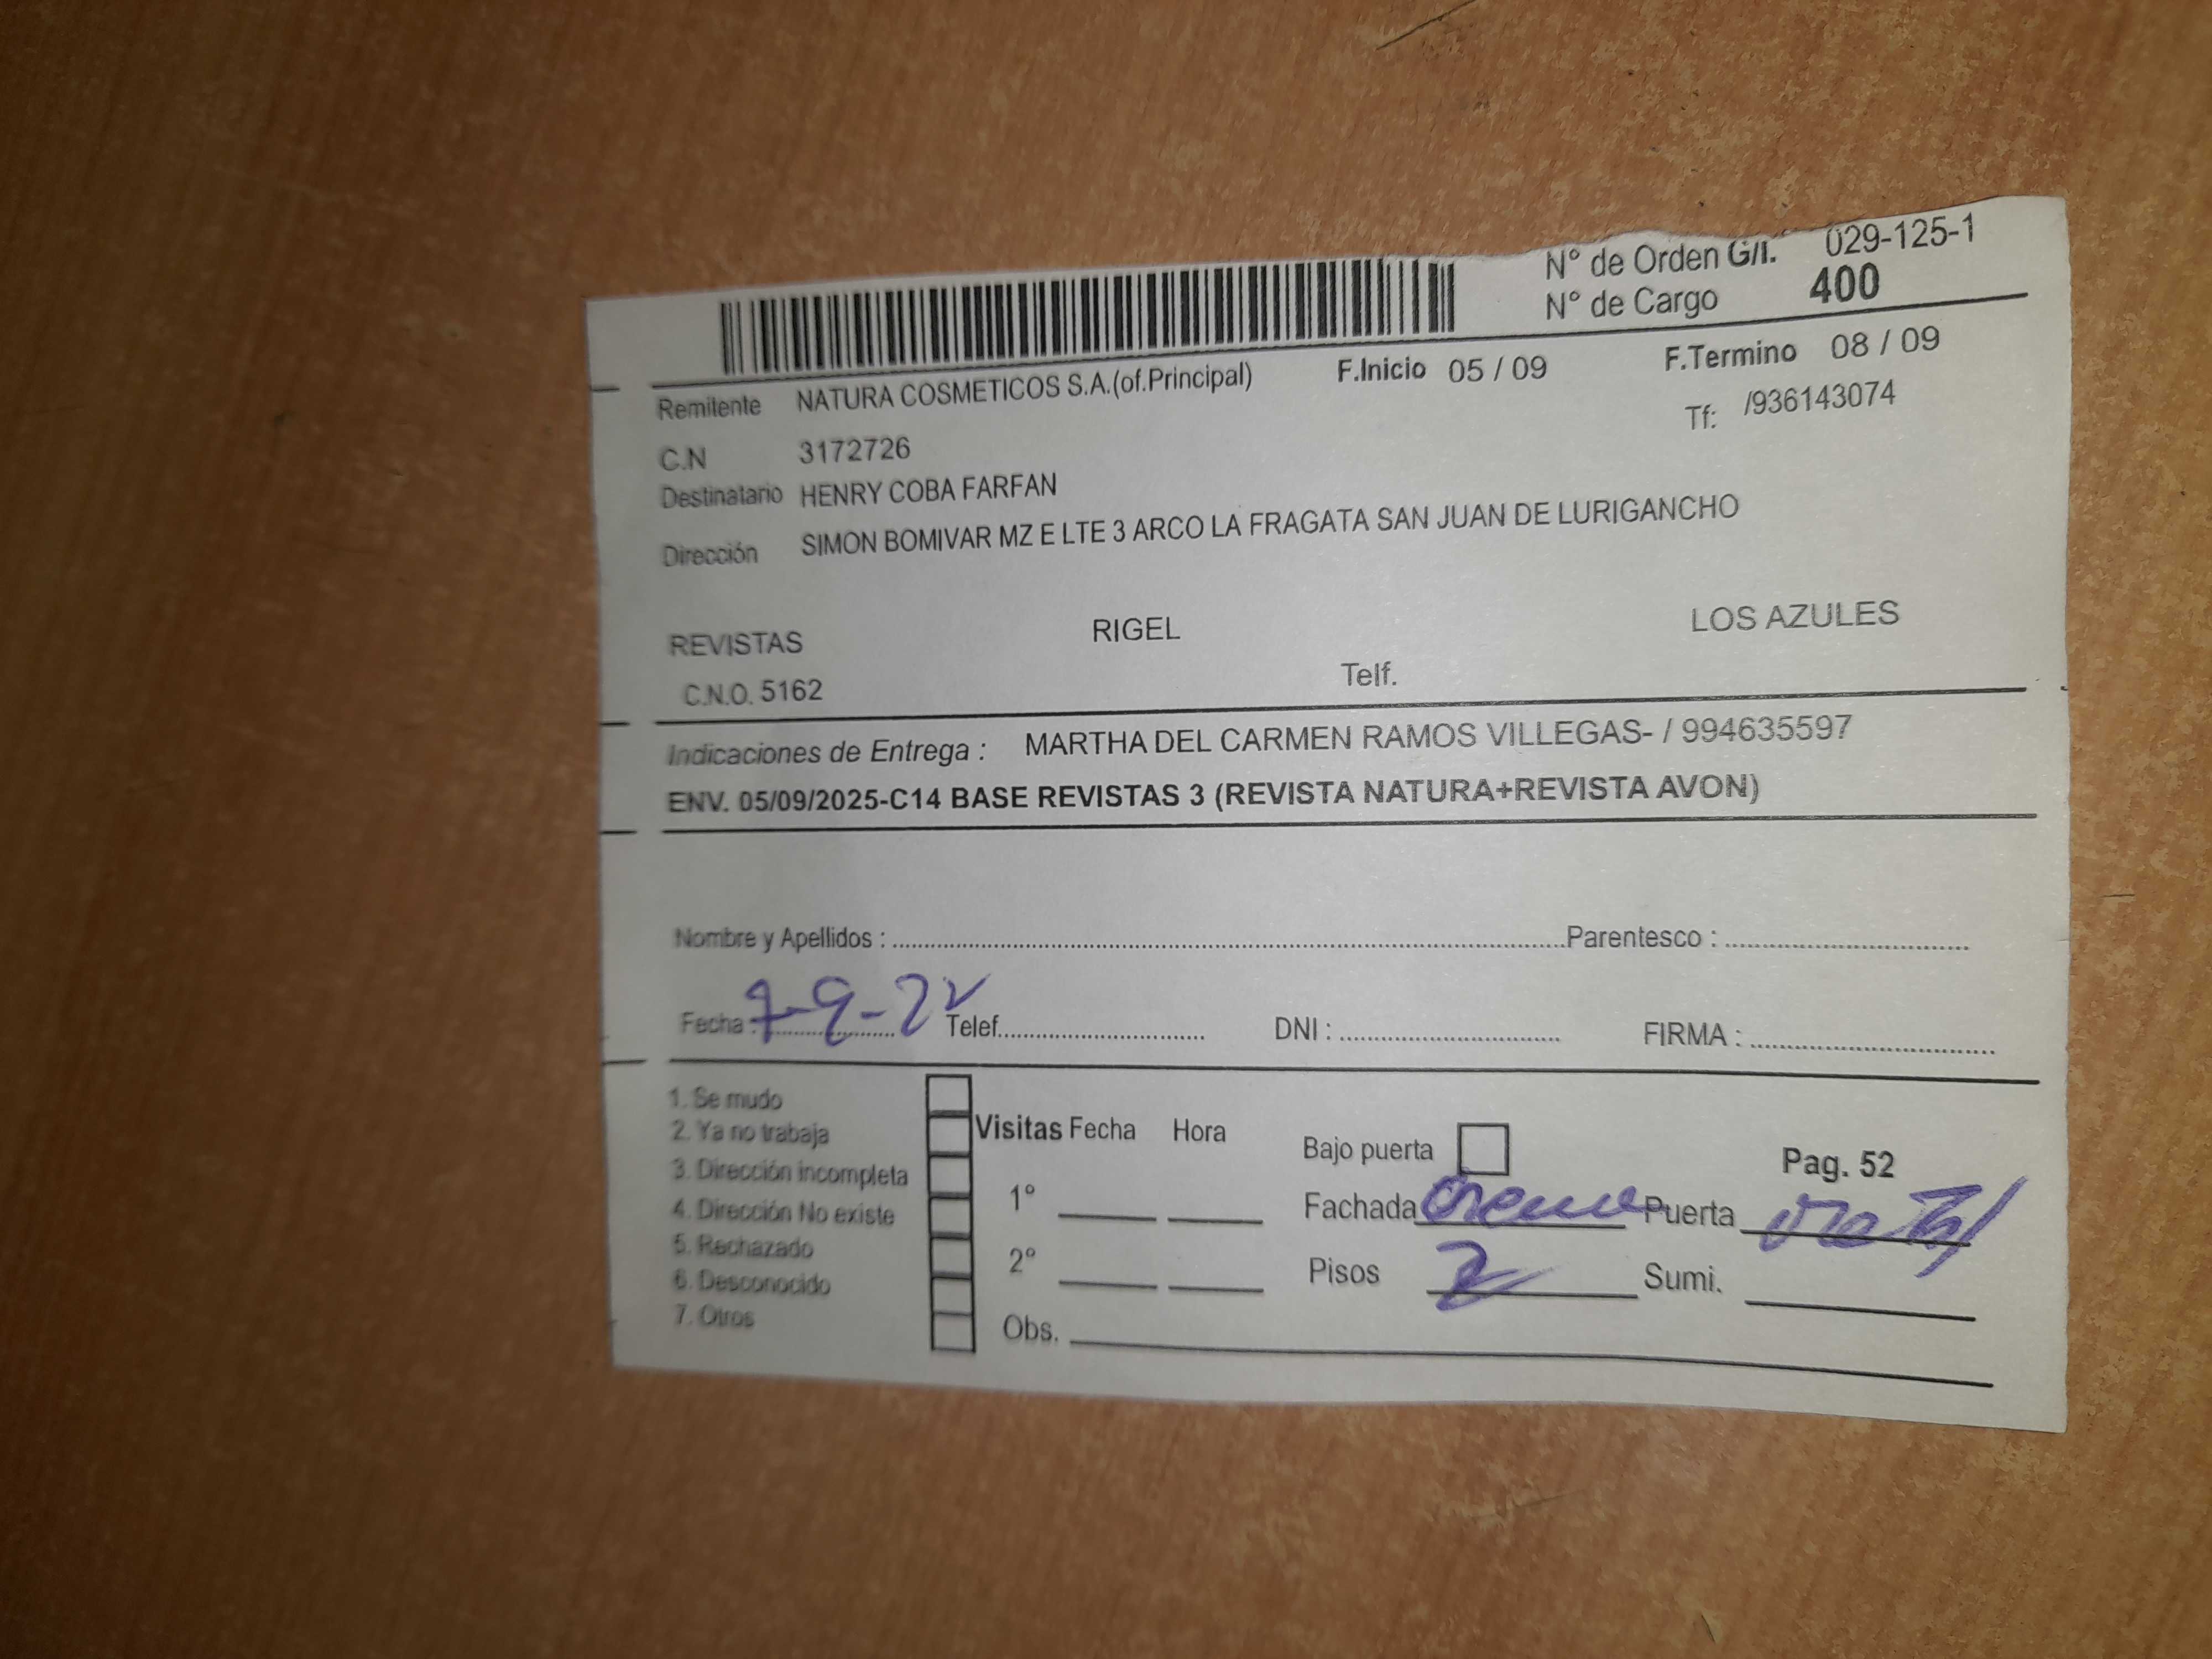 N° de Orden G/I. 029-125-1
N° de Cargo 400
F.Inicio 05 / 09 F.Termino 08 / 09
Remitente NATURA COSMETICOS S.A.(of.Principal)
Tf: /936143074
C.N 3172726
Destinatario HENRY COBA FARFAN
Dirección SIMON BOMIVAR MZ E LTE 3 ARCO LA FRAGATA SAN JUAN DE LURIGANCHO
REVISTAS RIGEL LOS AZULES
C.N.O. 5162 Telf.
Indicaciones de Entrega : MARTHA DEL CARMEN RAMOS VILLEGAS- / 994635597
ENV. 05/09/2025-C14 BASE REVISTAS 3 (REVISTA NATURA+REVISTA AVON)
Nombre y Apellidos : Parentesco :
Fecha : 7-9-2 Telef. DNI : FIRMA :
1. Se mudo
2. Ya no trabaja
3. Dirección incompleta
4. Dirección No existe
5. Rechazado
6. Desconocido
7. Otros
Visitas Fecha Hora
1°
2°
Obs.
Bajo puerta Pag. 52
Fachada crema Puerta
Pisos 2 Sumi.